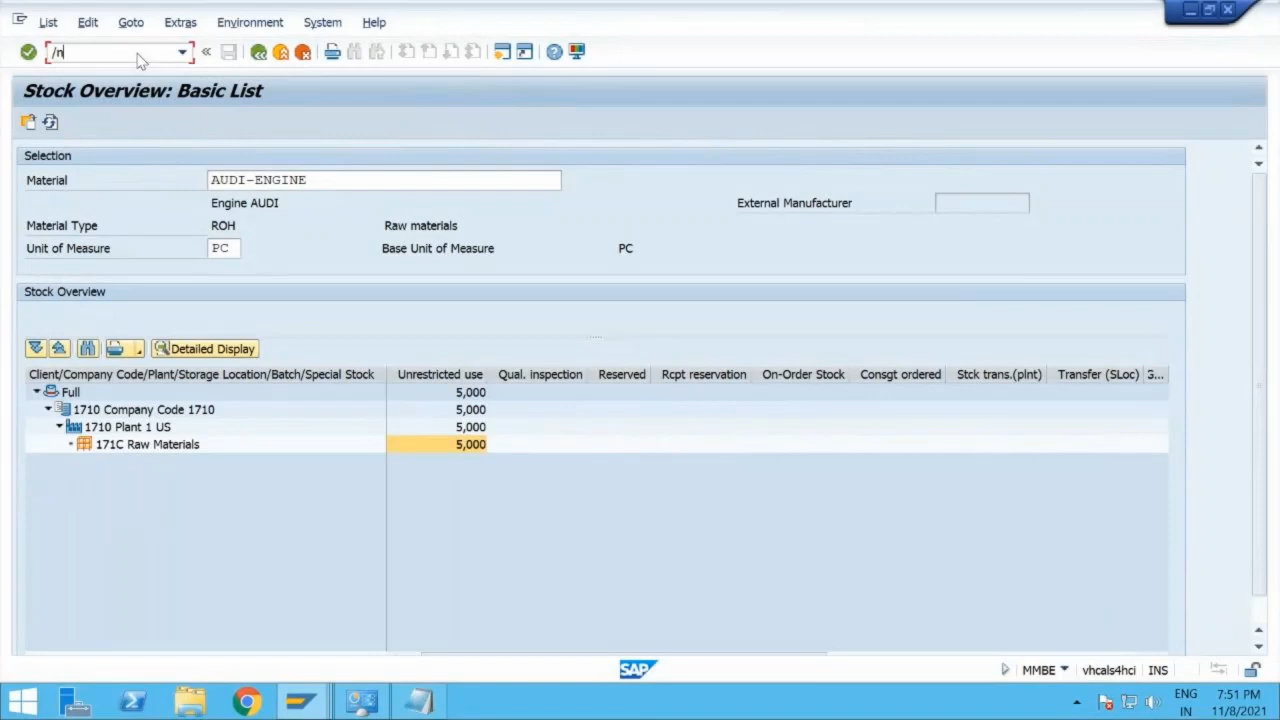 List Edit Goto Extras Environment System Help
/n
Stock Overview: Basic List
Selection
Material AUDI-ENGINE
Engine AUDI External Manufacturer
Material Type ROH Raw materials
Unit of Measure PC Base Unit of Measure PC
Stock Overview
Detailed Display
Client/Company Code/Plant/Storage Location/Batch/Special Stock Unrestricted use Qual. inspection Reserved Rcpt reservation On-Order Stock Consgt ordered Stck trans.(plnt) Transfer (SLoc)
Full 5,000
1710 Company Code 1710 5,000
1710 Plant 1 US 5,000
171C Raw Materials 5,000
SAP MMBE vhcals4hci INS
ENG 7:51 PM
IN 11/8/2021